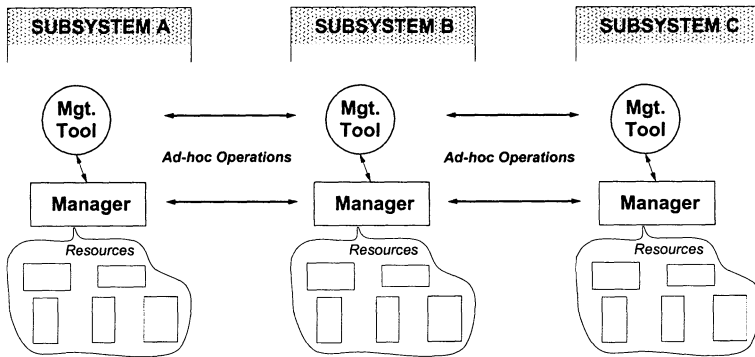 SUBSYSTEM A
SUBSYSTEM B
SUBSYSTEM C
Mgt.
Tool
Mgt.
Tool
Mgt.
Tool
Ad-hoc Operations
Ad-hoc Operations
Manager
Manager
Manager
Resources
Resources
Resources